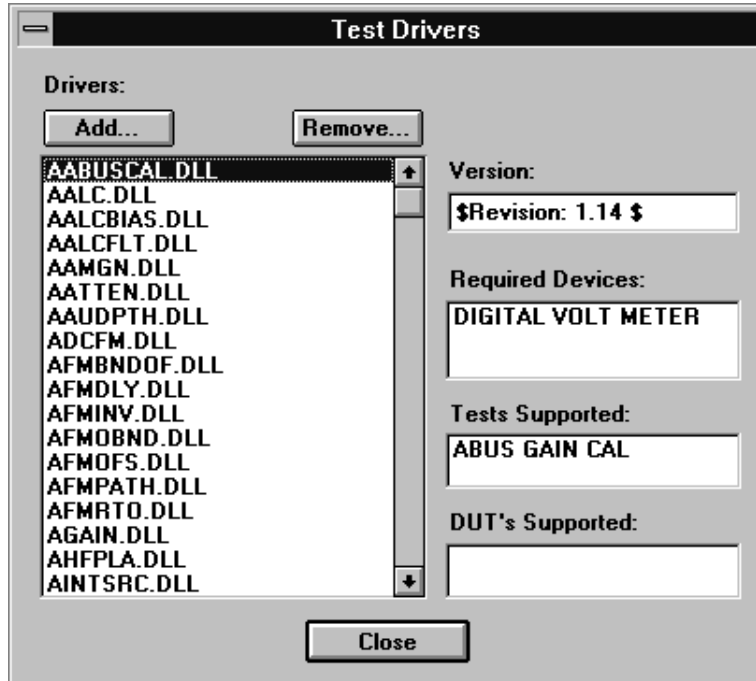 Test Drivers
Drivers:
Add...
Remove...
AABUSCAL.DLL
AALC.DLL
AALCBIAS.DLL
AALCFLT.DLL
AAMGN.DLL
AATTEN.DLL
AAUDPTH.DLL
ADCFM.DLL
AFMBNDOF.DLL
AFMDLY.DLL
AFMINV.DLL
AFMOBND.DLL
AFMOFS.DLL
AFMPATH.DLL
AFMRTO.DLL
AGAIN.DLL
AHFPLA.DLL
AINTSRC.DLL
Version:
$Revision: 1.14 $
Required Devices:
DIGITAL VOLT METER
Tests Supported:
ABUS GAIN CAL
DUT's Supported:
Close